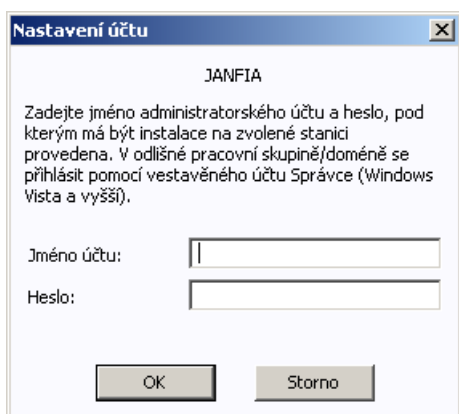 Nastavení účtu
JANFIA
Zadejte jméno administratorského účtu a heslo, pod
kterým má být instalace na zvolené stanici
provedena. V odlišné pracovní skupině/doméně se
přihlásit pomocí vestavěného účtu Správce (Windows
Vista a vyšší).
Jméno účtu:
Heslo:
OK Storno